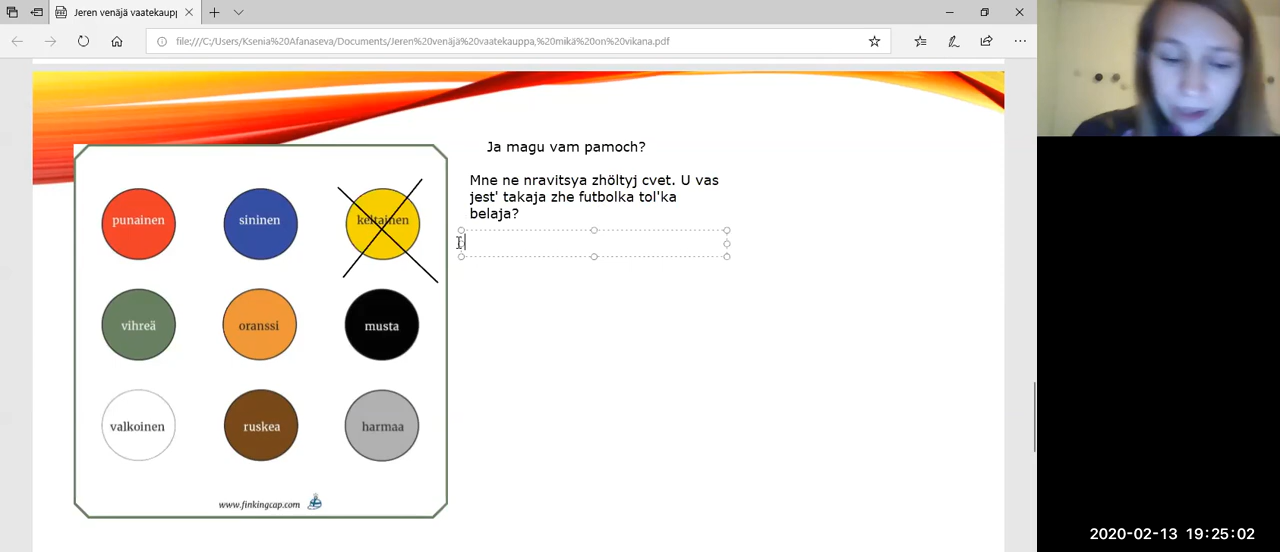 Jeren venäjä vaatekaupp
file:///C:/Users/Ksenia%20Afanaseva/Documents/Jeren%20venäjä%20vaatekauppa,%20mikä%20on%20vikana.pdf
Ja magu vam pamoch?
Mne ne nravitsya zhöltyj cvet. U vas
jest' takaja zhe futbolka tol'ka
belaja?
punainen
sininen
keltainen
vihreä
oranssi
musta
valkoinen
ruskea
harmaa
www.finkingcap.com
2020-02-13 19:25:02